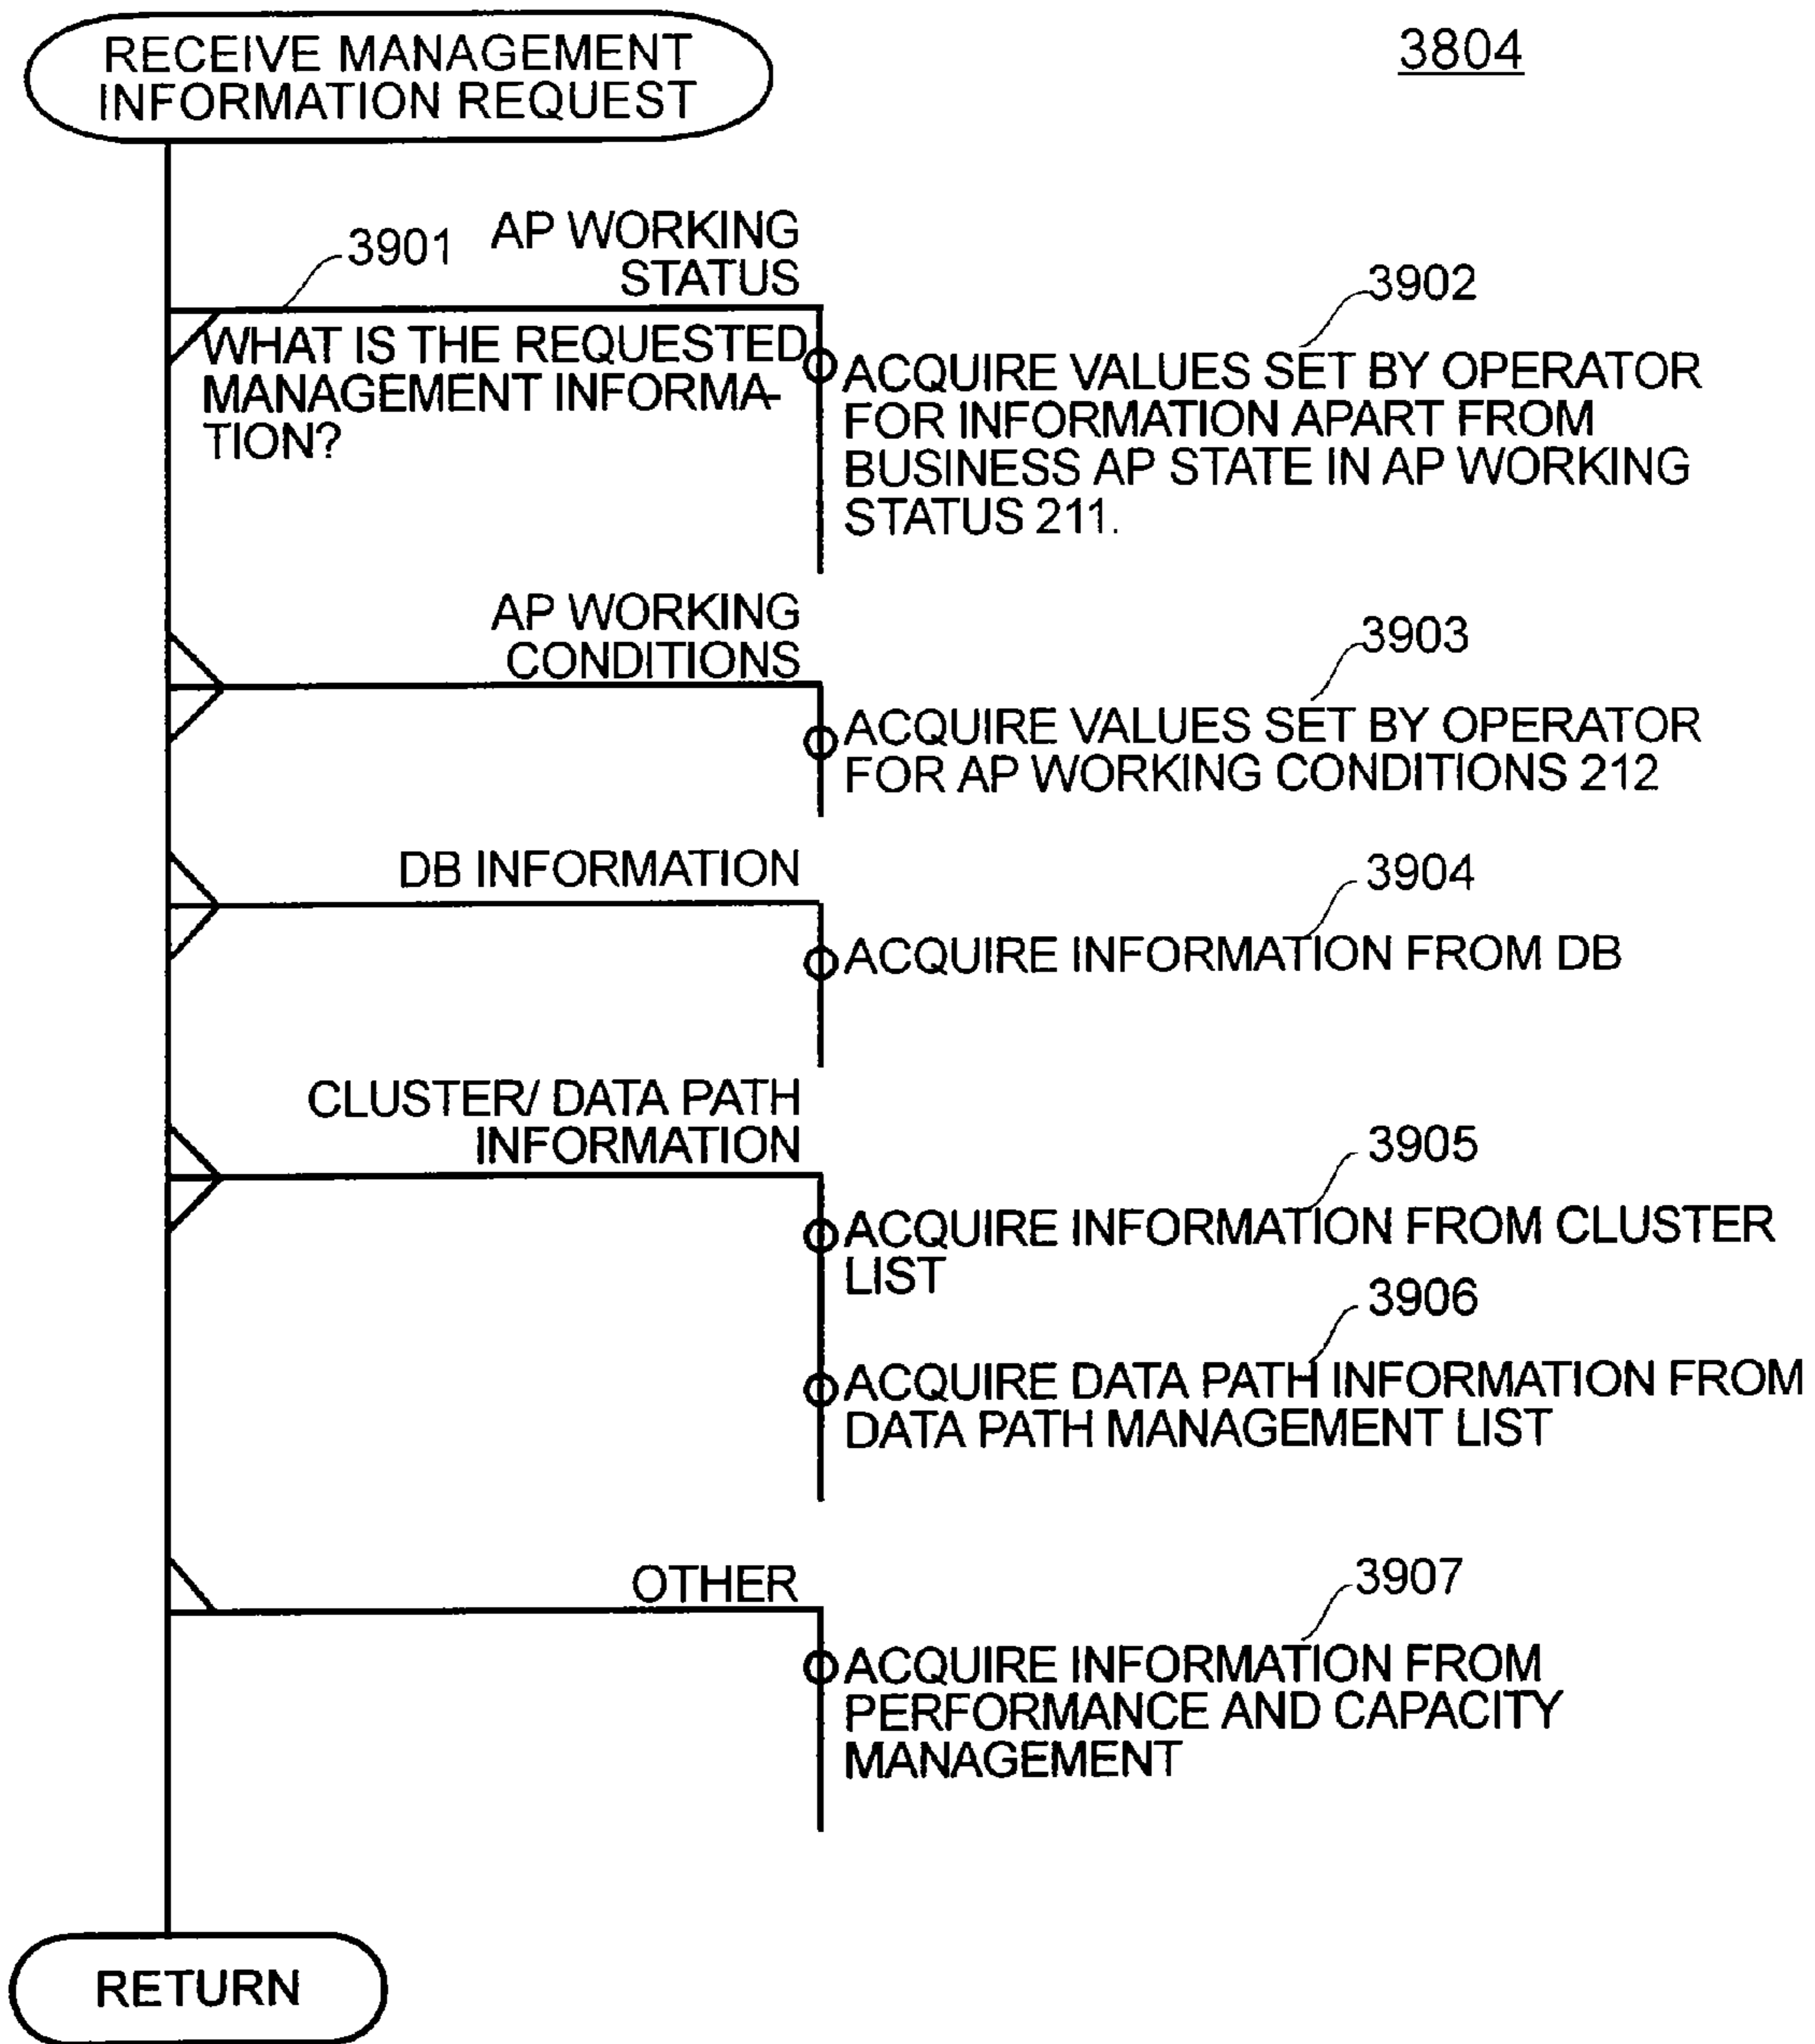 RECEIVE MANAGEMENT
INFORMATION REQUEST
3804
3901
AP WORKING
STATUS
WHAT IS THE REQUESTED
MANAGEMENT INFORMA-
TION?
3902
ACQUIRE VALUES SET BY OPERATOR
FOR INFORMATION APART FROM
BUSINESS AP STATE IN AP WORKING
STATUS 211.
AP WORKING
CONDITIONS
3903
ACQUIRE VALUES SET BY OPERATOR
FOR AP WORKING CONDITIONS 212
DB INFORMATION
3904
ACQUIRE INFORMATION FROM DB
CLUSTER/ DATA PATH
INFORMATION
3905
ACQUIRE INFORMATION FROM CLUSTER
LIST
3906
ACQUIRE DATA PATH INFORMATION FROM
DATA PATH MANAGEMENT LIST
OTHER
3907
ACQUIRE INFORMATION FROM
PERFORMANCE AND CAPACITY
MANAGEMENT
RETURN